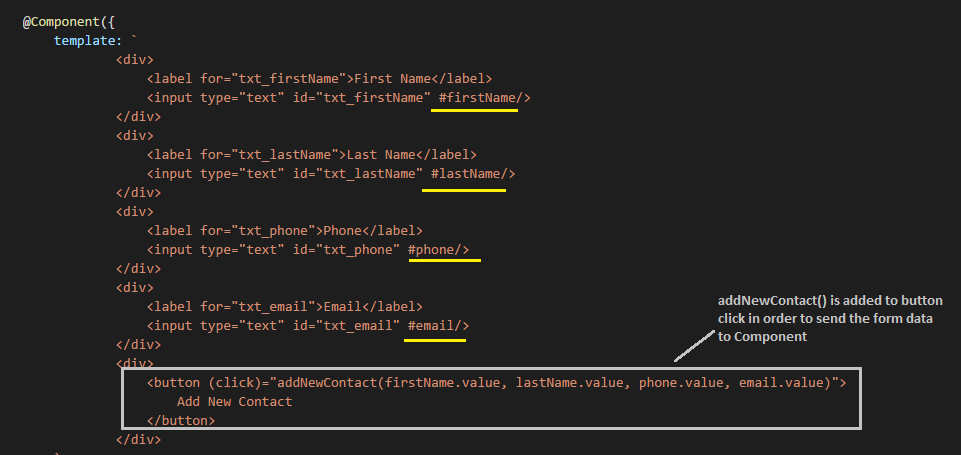 @Component({
template: `
<div>
<label for="txt_firstName">First Name</label>
<input type="text" id="txt_firstName" #firstName/>
</div>
<div>
<label for="txt_lastName">Last Name</label>
<input type="text" id="txt_lastName" #lastName/>
</div>
<div>
<label for="txt_phone">Phone</label>
<input type="text" id="txt_phone" #phone/>
</div>
<div>
<label for="txt_email">Email</label>
<input type="text" id="txt_email" #email/>
</div>
<div>
<button (click)="addNewContact(firstName.value, lastName.value, phone.value, email.value)">
Add New Contact
</button>
</div>
addNewContact() is added to button
click in order to send the form data
to Component